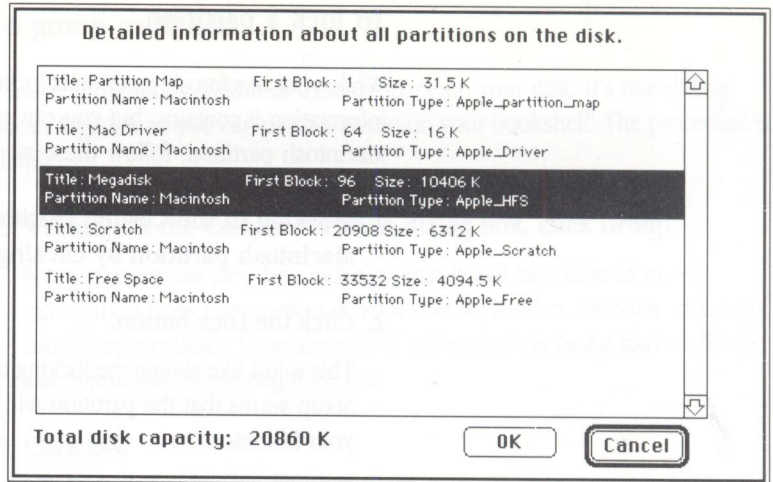 Detailed information about all partitions on the disk.
Title: Partition Map First Block: 1 Size: 31.5 K
Partition Name: Macintosh Partition Type: Apple_partition_map
Title: Mac Driver First Block: 64 Size: 16 K
Partition Name: Macintosh Partition Type: Apple_Driver
Title: Megadisk First Block: 96 Size: 10406 K
Partition Name: Macintosh Partition Type: Apple_HFS
Title: Scratch First Block: 20908 Size: 6312 K
Partition Name: Macintosh Partition Type: Apple_Scratch
Title: Free Space First Block: 33532 Size: 4094.5 K
Partition Name: Macintosh Partition Type: Apple_Free
Total disk capacity: 20860 K OK Cancel